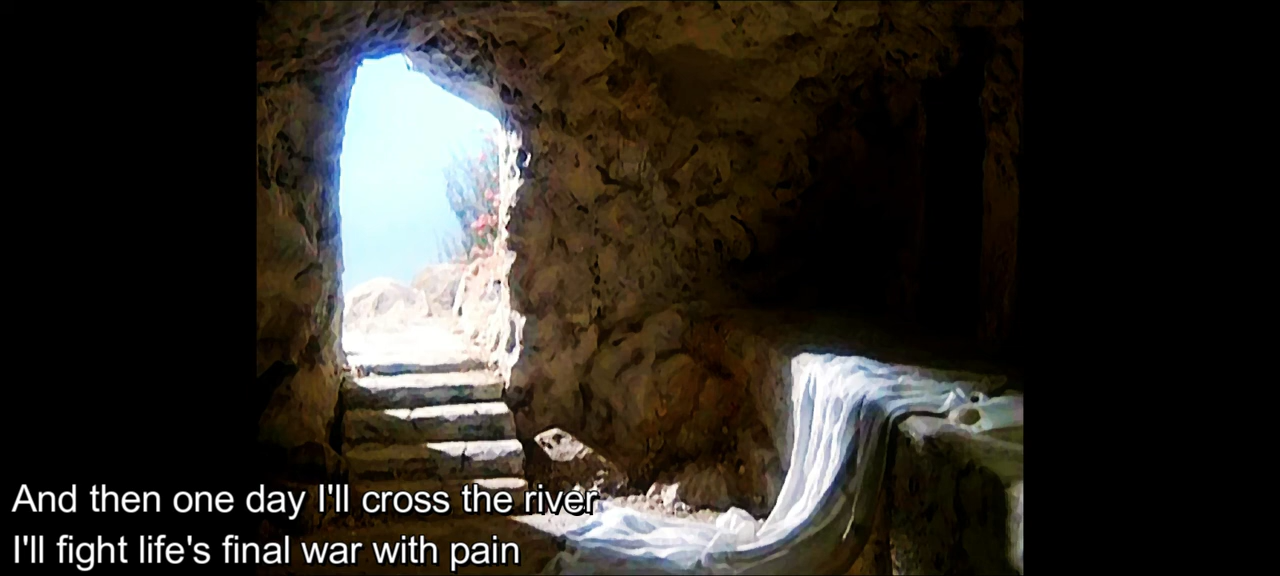 And then one day I'll cross the river
I'll fight life's final war with pain